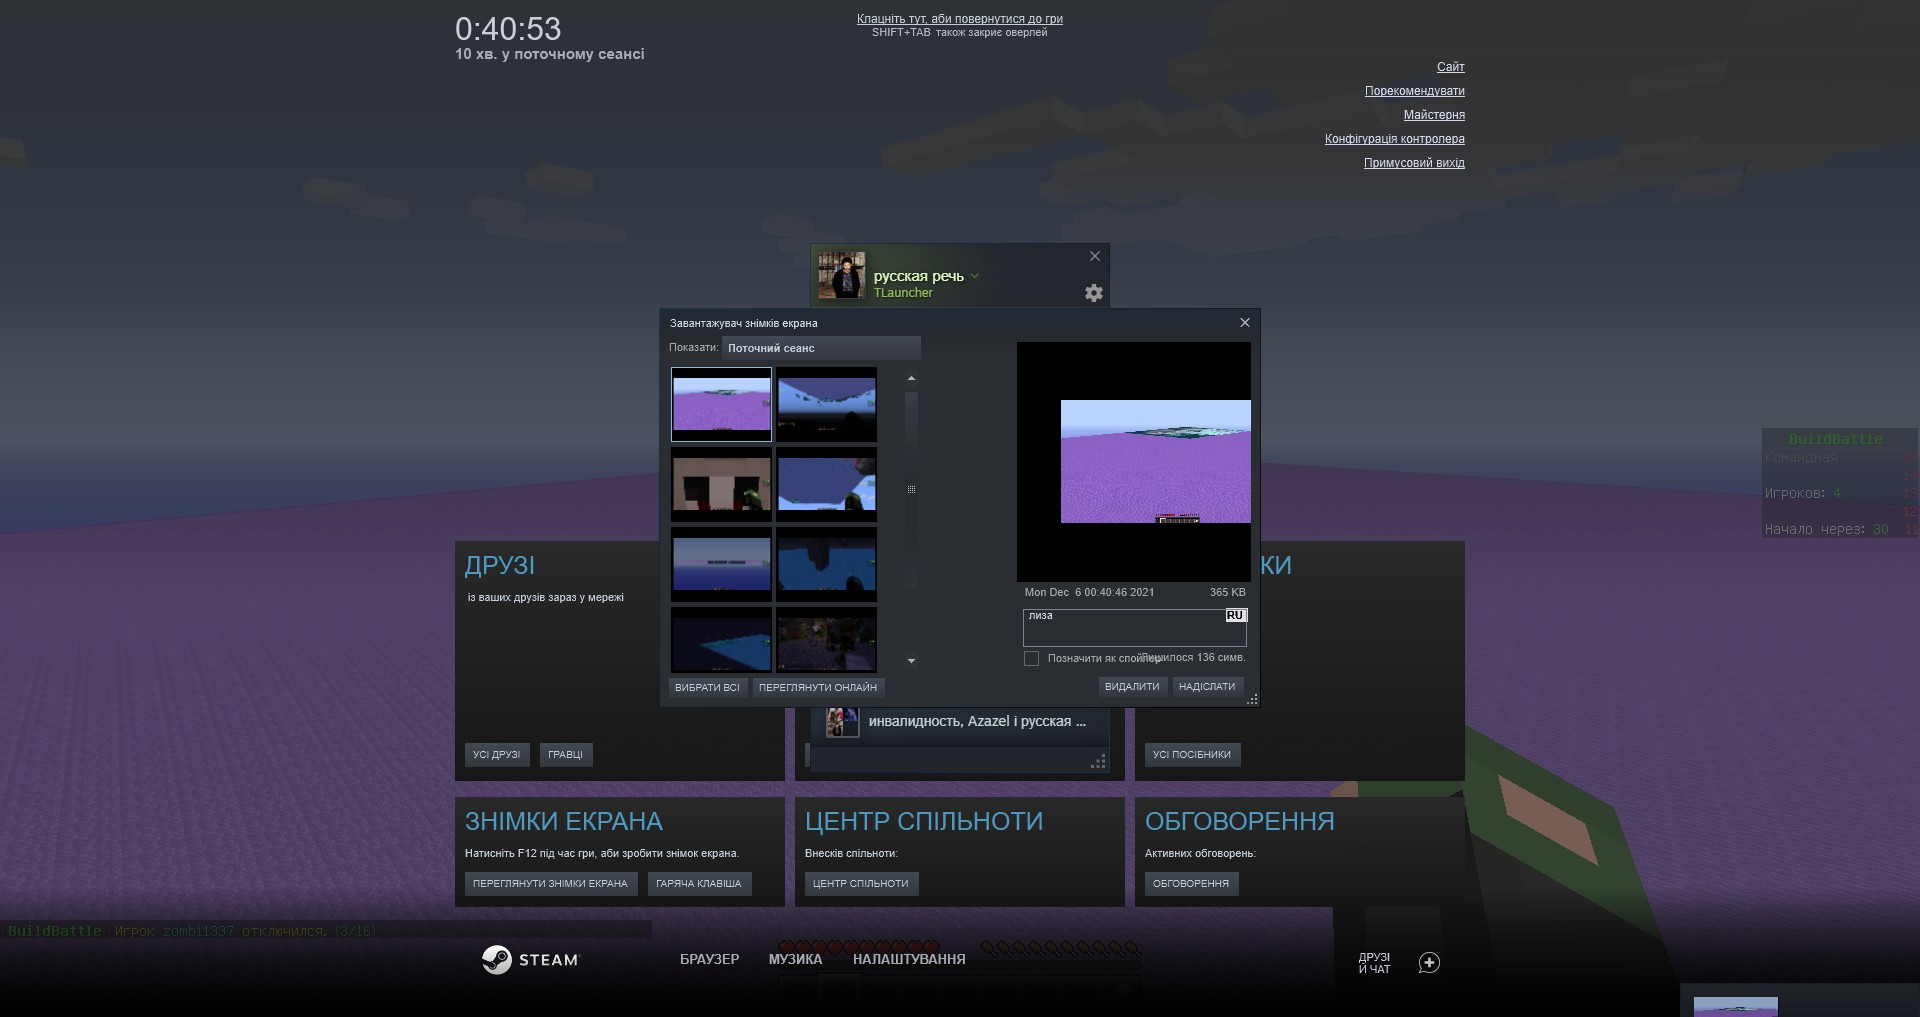 0:40:53
10 хв. у поточному сеансі
Клацніть тут, аби повернутися до гри
SHIFT+TAB також закриє оверлей
Сайт
Порекомендувати
Майстерня
Конфігурація контролера
Примусовий вихід
русская речь
TLauncher
Завантажувач знімків екрана
Показати: Поточний сеанс
Mon Dec 6 00:40:46 2021 365 KB
лиза
RU
Позначити як спойлер
Лишилося 136 симв.
ВИБРАТИ ВСІ ПЕРЕГЛЯНУТИ ОНЛАЙН
ВИДАЛИТИ НАДІСЛАТИ
BuildBattle
Командная
14
Игроков: 4 13
12
Начало через: 30 11
ДРУЗІ
із ваших друзів зараз у мережі
УСІ ДРУЗІ ГРАВЦІ
инвалидность, Azazel і русская ...
КИ
УСІ ПОСІБНИКИ
ЗНІМКИ ЕКРАНА
Натисніть F12 під час гри, аби зробити знімок екрана.
ПЕРЕГЛЯНУТИ ЗНІМКИ ЕКРАНА ГАРЯЧА КЛАВІША
ЦЕНТР СПІЛЬНОТИ
Внесків спільноти:
ЦЕНТР СПІЛЬНОТИ
ОБГОВОРЕННЯ
Активних обговорень:
ОБГОВОРЕННЯ
BuildBattle Игрок zombi1337 отключился. (3/16)
STEAM
БРАУЗЕР МУЗИКА НАЛАШТУВАННЯ
ДРУЗІ
Й ЧАТ